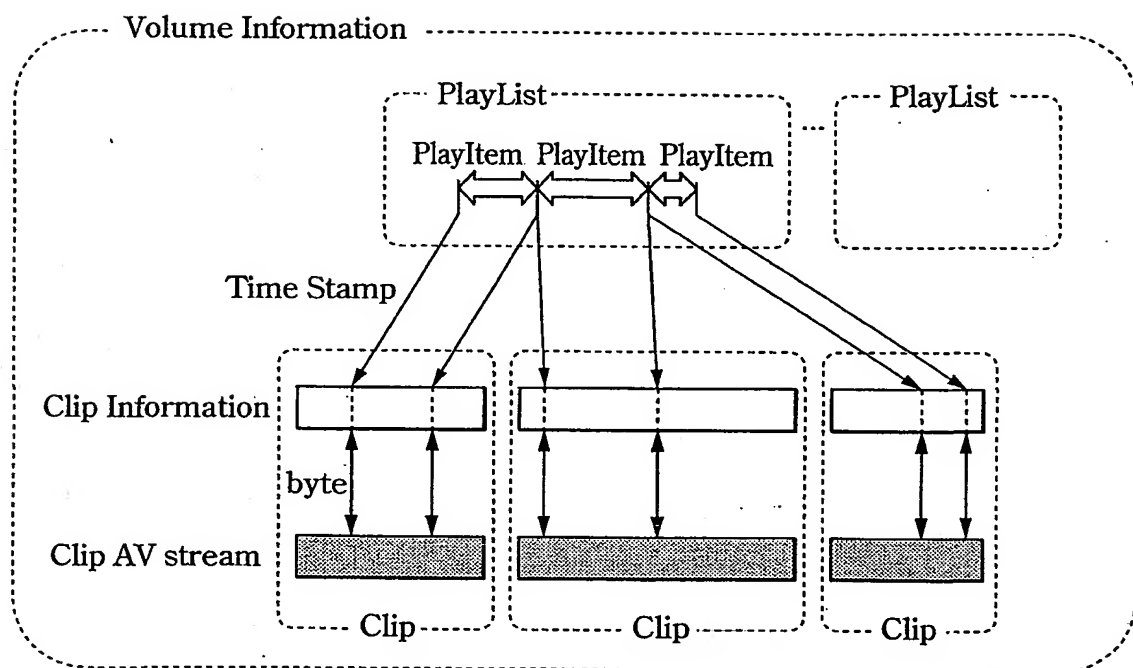 Volume Information
PlayList
PlayList
...
PlayItem PlayItem PlayItem
Time Stamp
Clip Information
byte
Clip AV stream
Clip
Clip
Clip